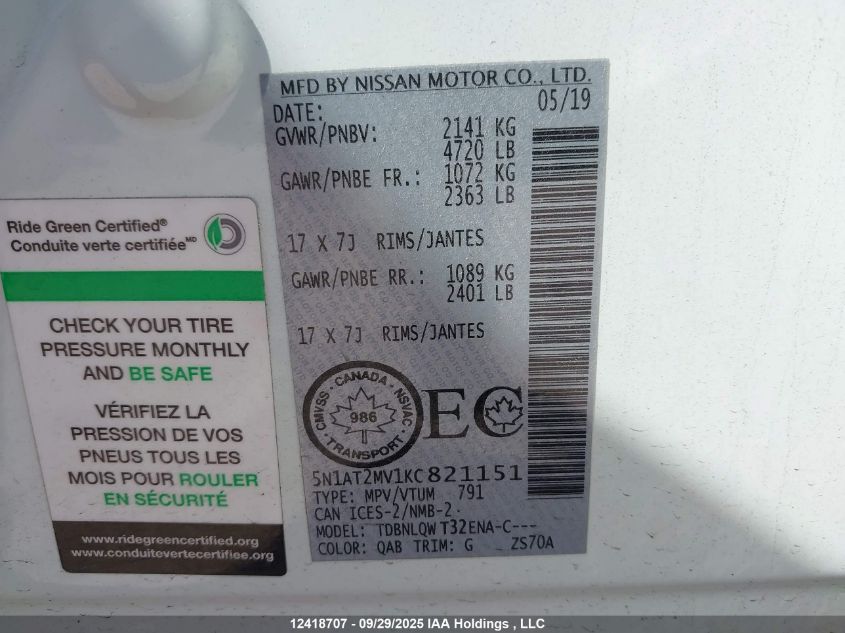 MFD BY NISSAN MOTOR CO., LTD.
DATE: 05/19
GVWR/PNBV: 2141 KG
4720 LB
GAWR/PNBE FR.: 1072 KG
2363 LB
17 X 7J RIMS/JANTES
GAWR/PNBE RR.: 1089 KG
2401 LB
17 X 7J RIMS/JANTES
CANADA
CMVSS · NSVAC
986
TRANSPORT
EC
5N1AT2MV1KC821151
TYPE: MPV/VTUM 791
CAN ICES-2/NMB-2
MODEL: TDBNLQW T32ENA-C---
COLOR: QAB TRIM: G ZS70A
Ride Green Certified®
Conduite verte certifiée MD
CHECK YOUR TIRE
PRESSURE MONTHLY
AND BE SAFE
VÉRIFIEZ LA
PRESSION DE VOS
PNEUS TOUS LES
MOIS POUR ROULER
EN SÉCURITÉ
www.ridegreencertified.org
www.conduitevertecertifiee.org
12418707 - 09/29/2025 IAA Holdings , LLC